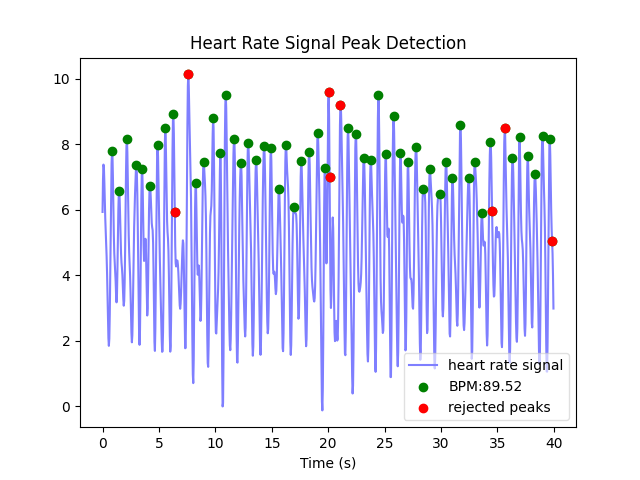 Heart Rate Signal Peak Detection
10
8
6
4
2
0
heart rate signal
BPM:89.52
rejected peaks
0 5 10 15 20 25 30 35 40
Time (s)